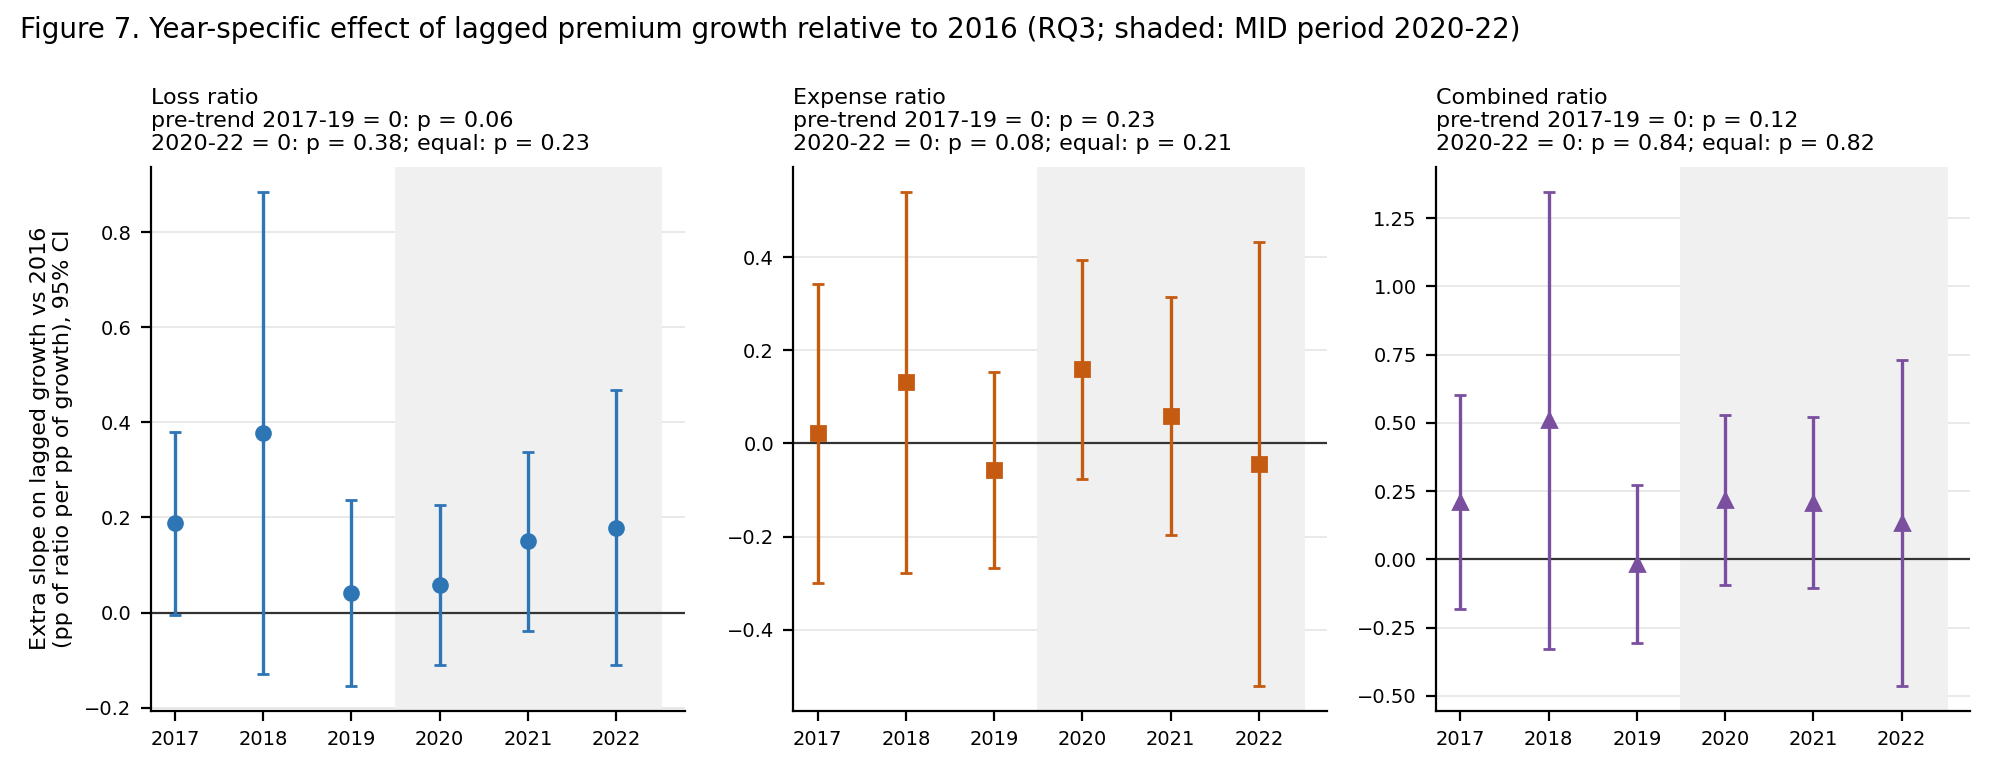 Figure 7. Year-specific effect of lagged premium growth relative to 2016 (RQ3; shaded: MID period 2020-22)
Loss ratio
pre-trend 2017-19 = 0: p = 0.06
2020-22 = 0: p = 0.38; equal: p = 0.23
Extra slope on lagged growth vs 2016
(pp of ratio per pp of growth), 95% CI
0.8
0.6
0.4
0.2
0.0
−0.2
2017 2018 2019 2020 2021 2022
Expense ratio
pre-trend 2017-19 = 0: p = 0.23
2020-22 = 0: p = 0.08; equal: p = 0.21
0.4
0.2
0.0
−0.2
−0.4
2017 2018 2019 2020 2021 2022
Combined ratio
pre-trend 2017-19 = 0: p = 0.12
2020-22 = 0: p = 0.84; equal: p = 0.82
1.25
1.00
0.75
0.50
0.25
0.00
−0.25
−0.50
2017 2018 2019 2020 2021 2022